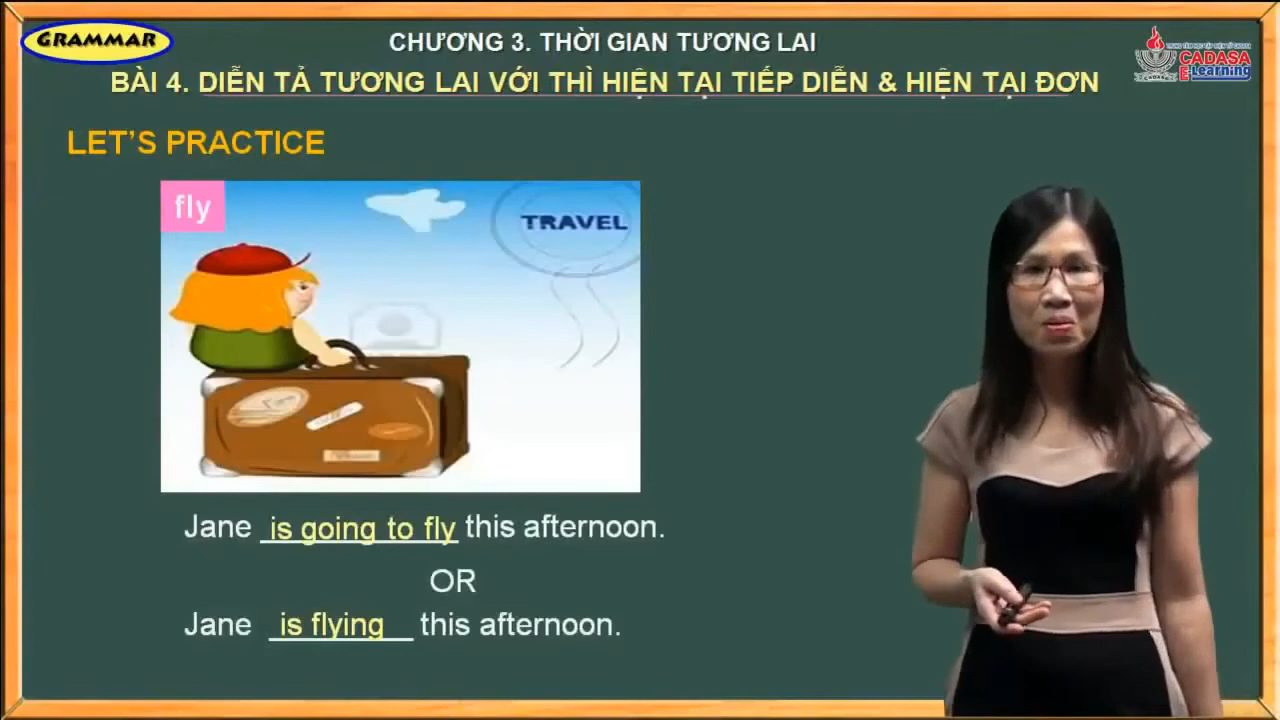 GRAMMAR
CHƯƠNG 3. THỜI GIAN TƯƠNG LAI
BÀI 4. DIỄN TẢ TƯƠNG LAI VỚI THÌ HIỆN TẠI TIẾP DIỄN & HIỆN TẠI ĐƠN
CADASA
E-Learning
LET'S PRACTICE
fly
TRAVEL
Jane is going to fly this afternoon.
OR
Jane is flying this afternoon.